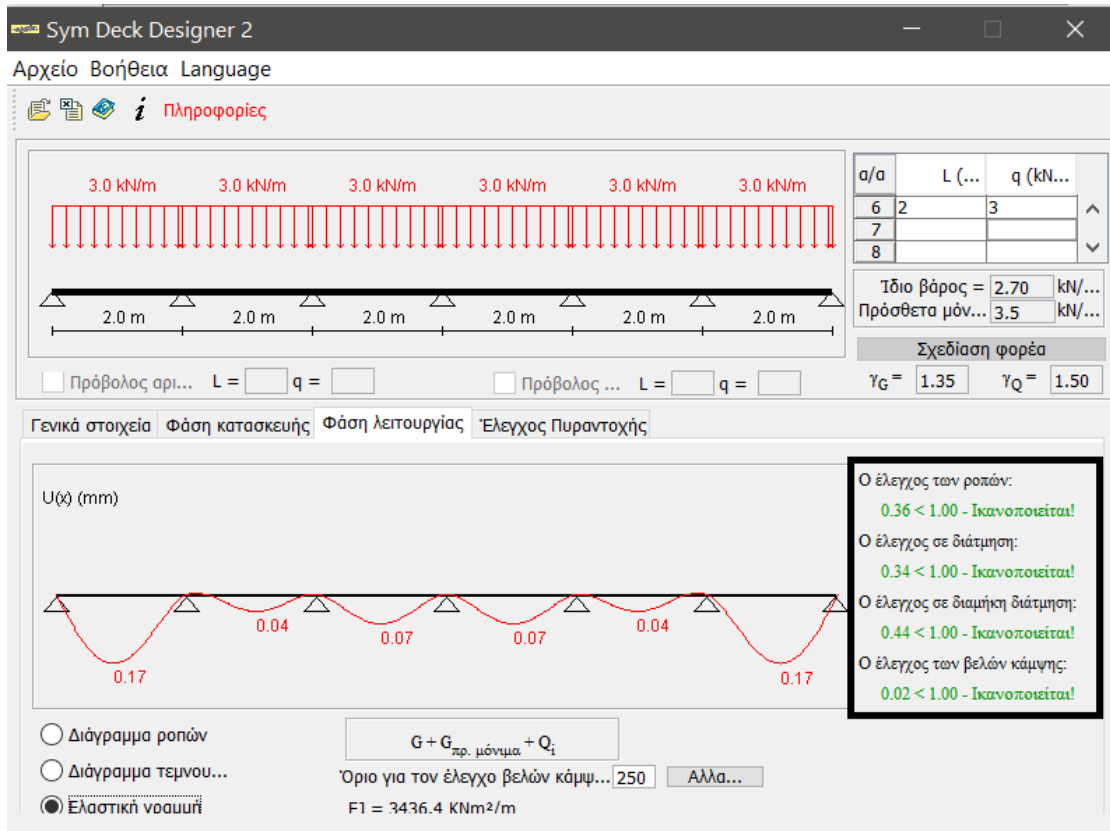 Sym Deck Designer 2
Αρχείο Βοήθεια Language
i Πληροφορίες
3.0 kN/m 3.0 kN/m 3.0 kN/m 3.0 kN/m 3.0 kN/m 3.0 kN/m
2.0 m 2.0 m 2.0 m 2.0 m 2.0 m 2.0 m
α/α L (... q (kN...
6 2 3
7
8
Ίδιο βάρος = 2.70 kN/...
Πρόσθετα μόν... 3.5 kN/...
Σχεδίαση φορέα
γG = 1.35 γQ = 1.50
Πρόβολος αρι... L = q =
Πρόβολος ... L = q =
Γενικά στοιχεία Φάση κατασκευής Φάση λειτουργίας Έλεγχος Πυραντοχής
U(x) (mm)
0.17 0.04 0.07 0.07 0.04 0.17
Ο έλεγχος των ροπών:
0.36 < 1.00 - Ικανοποιείται!
Ο έλεγχος σε διάτμηση:
0.34 < 1.00 - Ικανοποιείται!
Ο έλεγχος σε διαμήκη διάτμηση:
0.44 < 1.00 - Ικανοποιείται!
Ο έλεγχος των βελών κάμψης:
0.02 < 1.00 - Ικανοποιείται!
Διάγραμμα ροπών
Διάγραμμα τεμνου...
Ελαστική γραμμή
G + Gπρ. μόνιμα + Qi
Όριο για τον έλεγχο βελών κάμψ... 250 Αλλα...
EI = 3436.4 KNm²/m